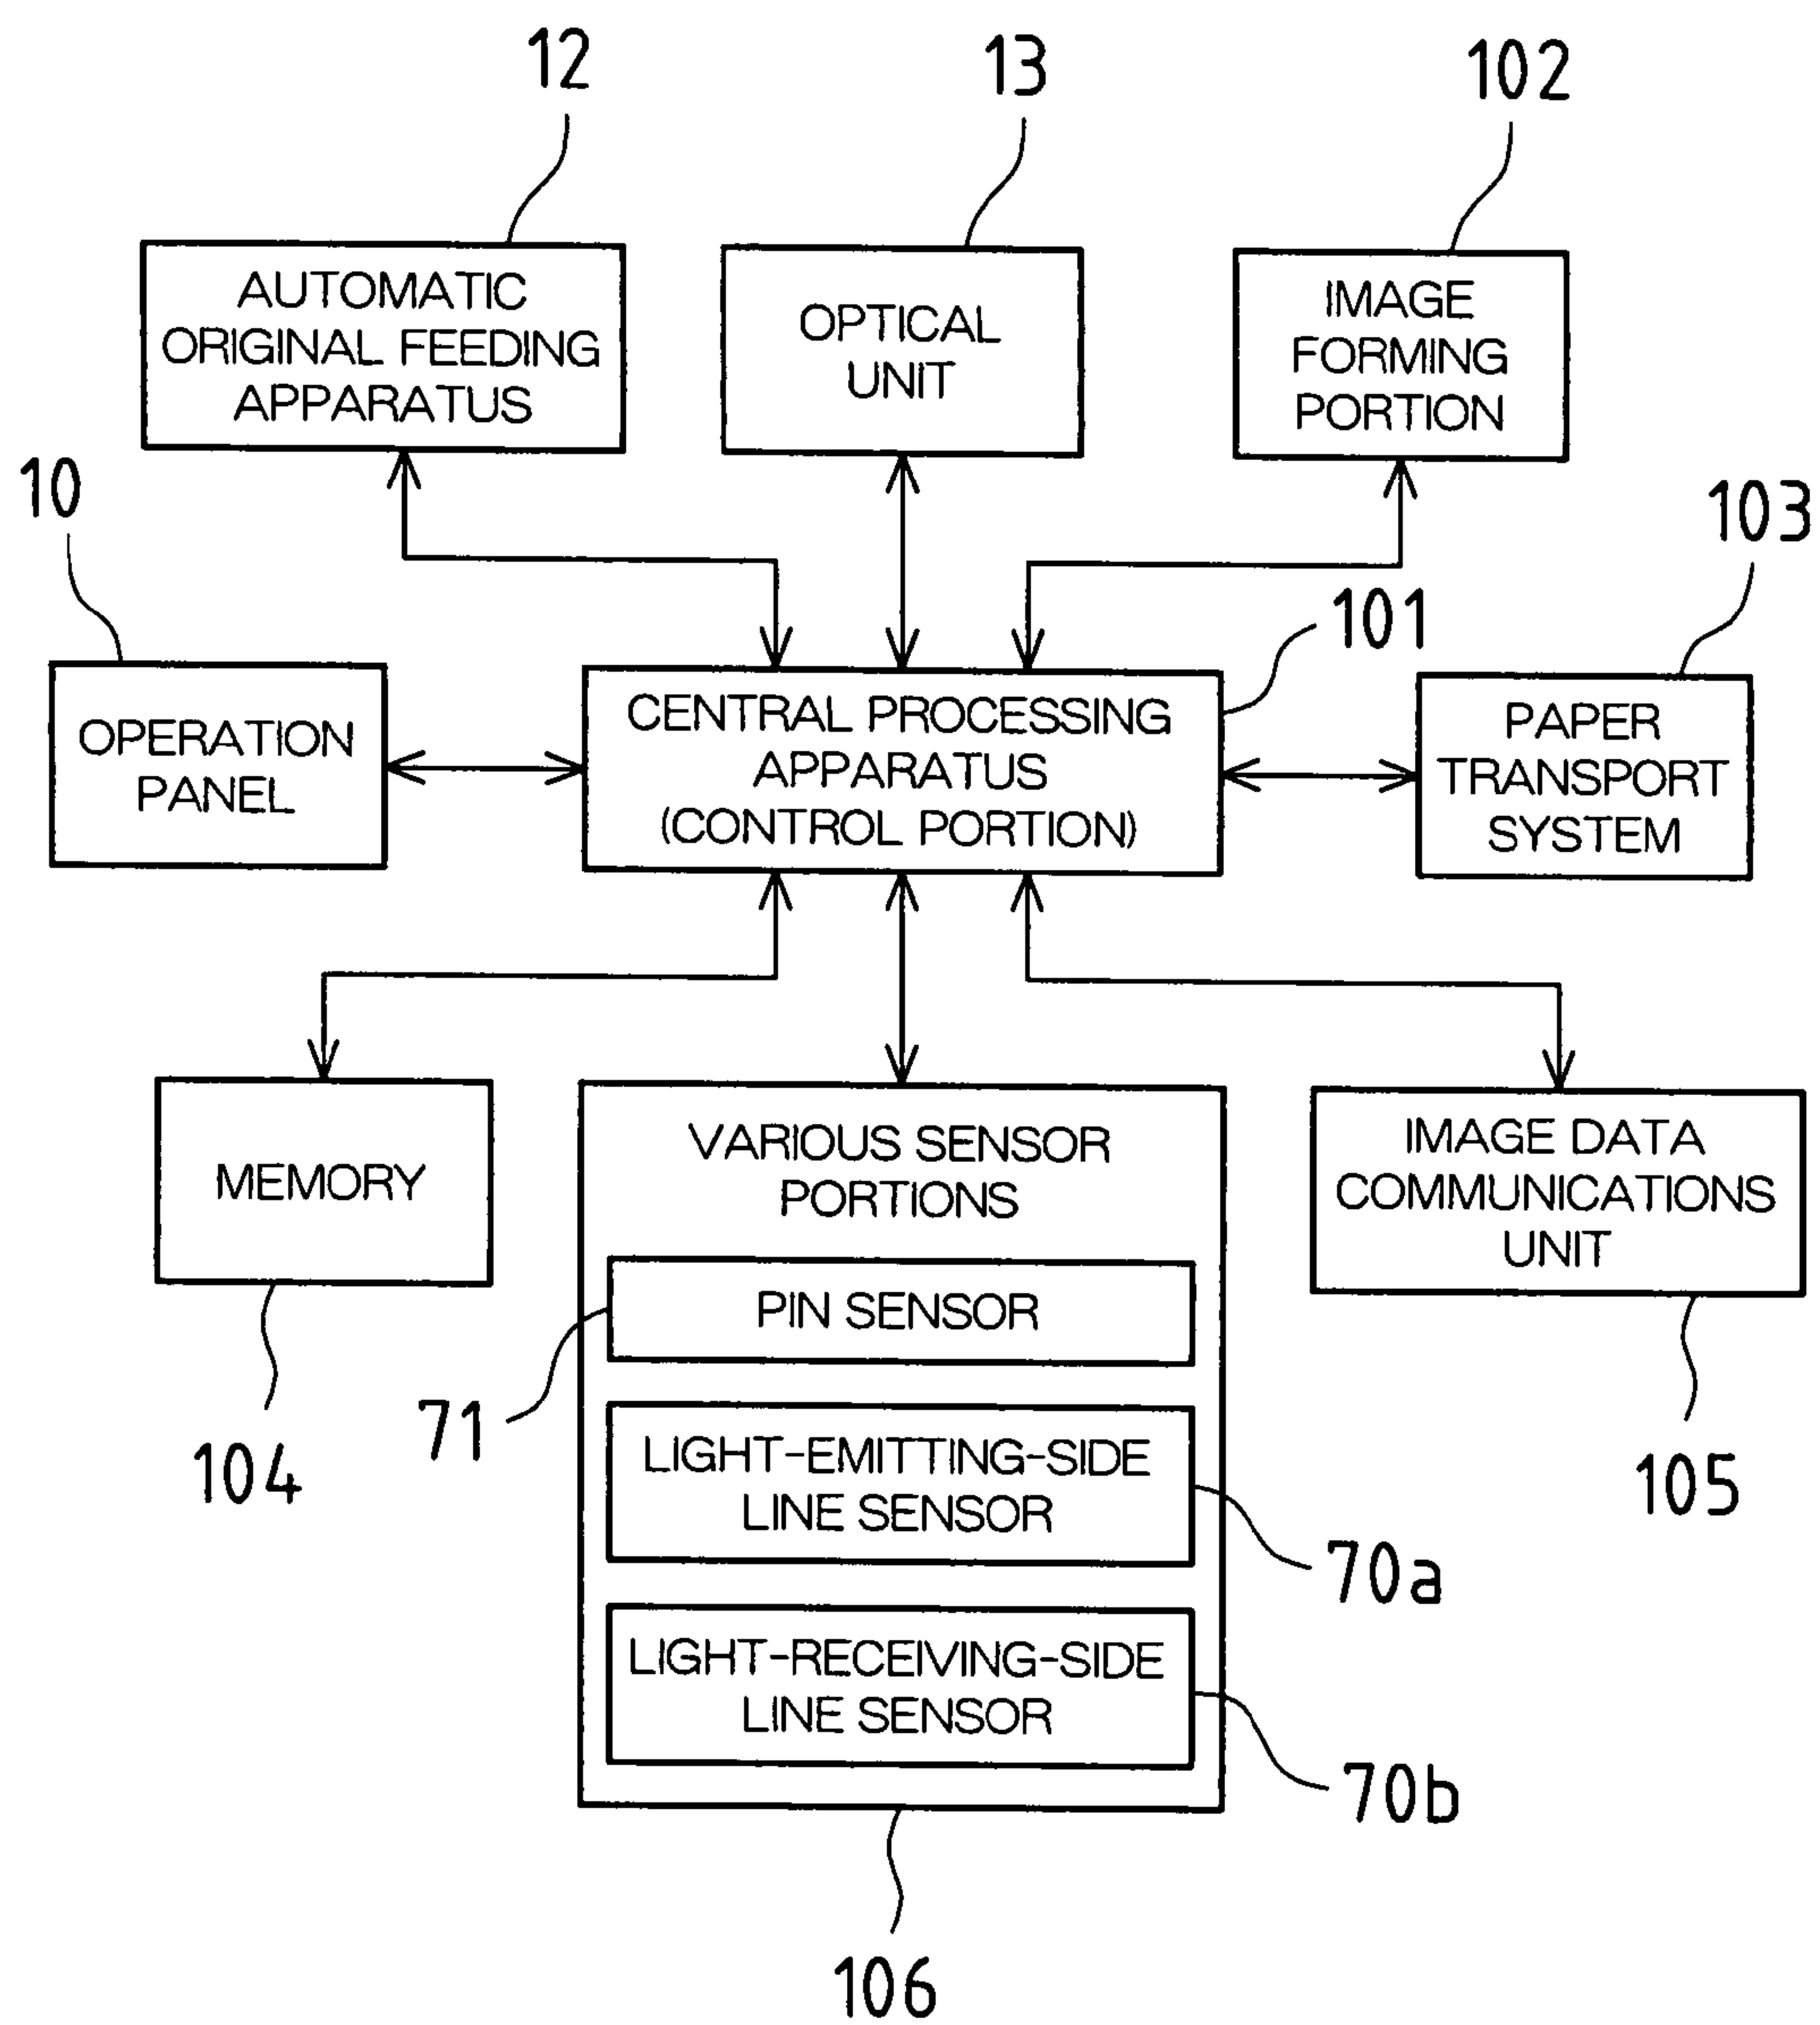 12
13
102
AUTOMATIC
ORIGINAL FEEDING
APPARATUS
OPTICAL
UNIT
IMAGE
FORMING
PORTION
10
103
101
OPERATION
PANEL
CENTRAL PROCESSING
APPARATUS
(CONTROL PORTION)
PAPER
TRANSPORT
SYSTEM
MEMORY
VARIOUS SENSOR
PORTIONS
IMAGE DATA
COMMUNICATIONS
UNIT
PIN SENSOR
71
104
LIGHT-EMITTING-SIDE
LINE SENSOR
105
70a
LIGHT-RECEIVING-SIDE
LINE SENSOR
70b
106